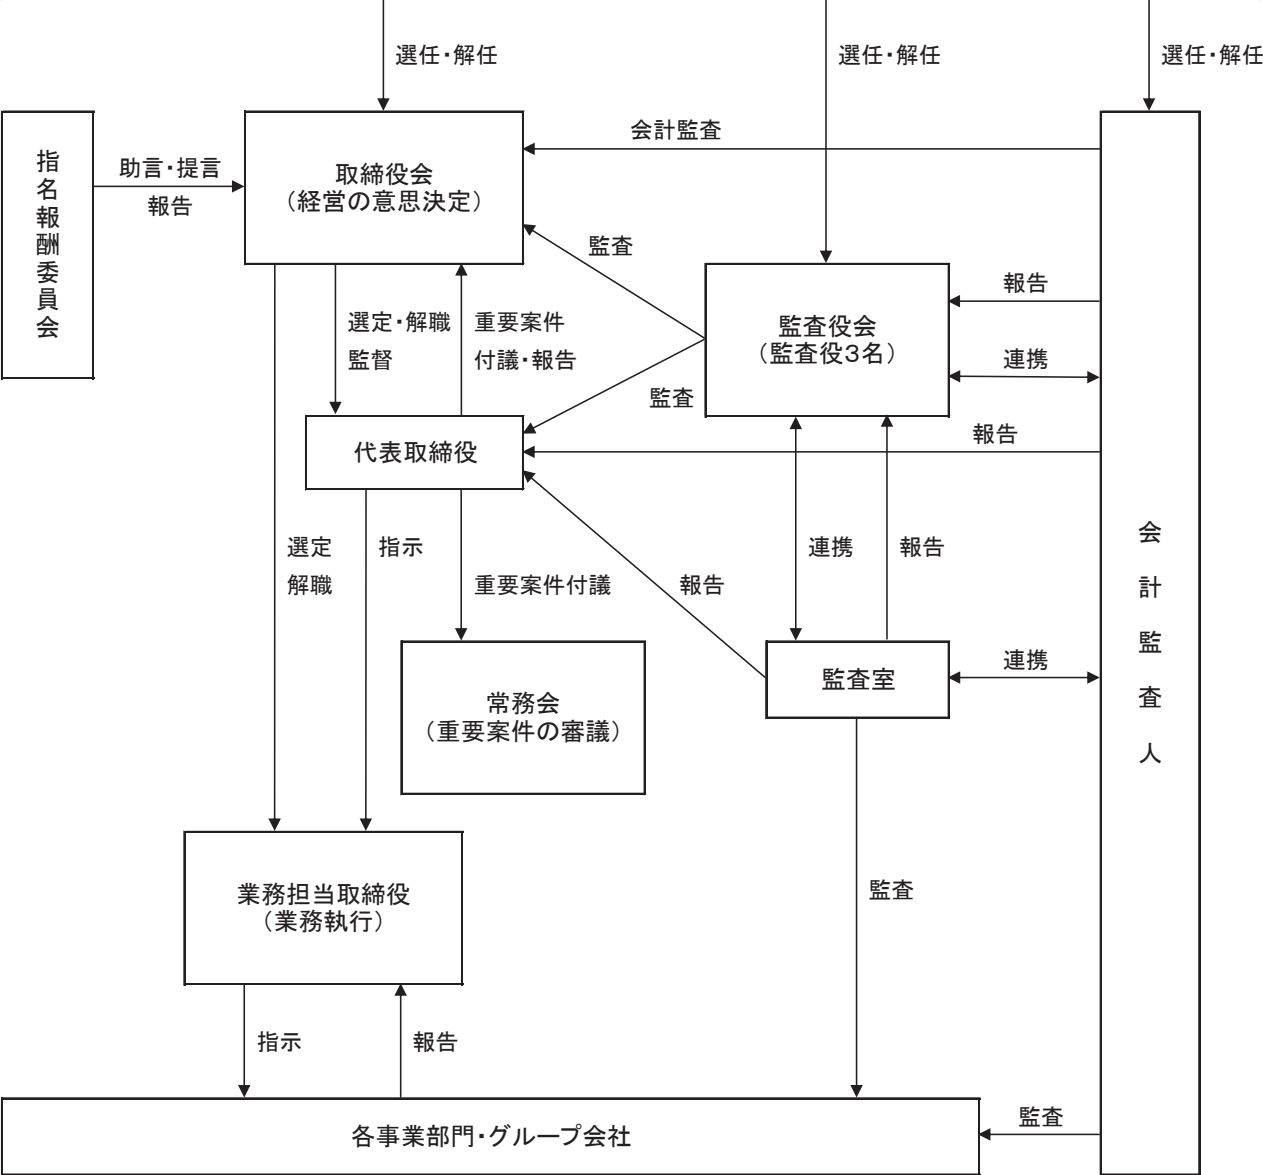 選任・解任
選任・解任
選任・解任
指名報酬委員会
助言・提言
報告
取締役会
（経営の意思決定）
会計監査
監査
監査役会
（監査役３名）
報告
連携
選定・解職
監督
重要案件
付議・報告
監査
代表取締役
報告
選定
解職
指示
重要案件付議
報告
連携
報告
会計監査人
常務会
（重要案件の審議）
監査室
連携
業務担当取締役
（業務執行）
監査
指示
報告
各事業部門・グループ会社
監査